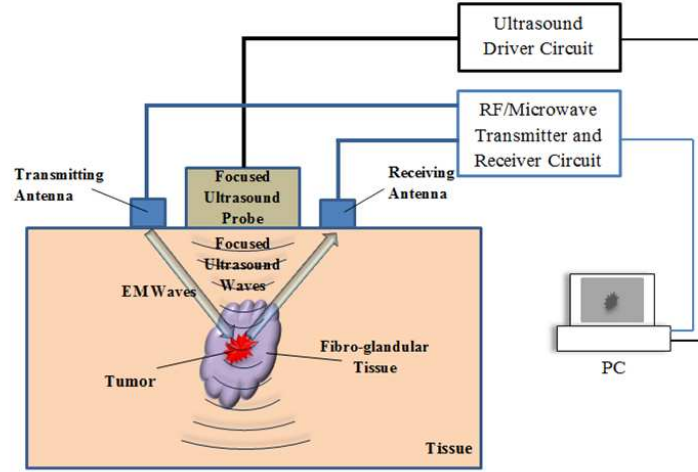 Ultrasound
Driver Circuit
RF/Microwave
Transmitter and
Receiver Circuit
Transmitting
Antenna
Focused
Ultrasound
Probe
Receiving
Antenna
Focused
Ultrasound
Waves
EM Waves
Fibro-glandular
Tissue
Tumor
PC
Tissue